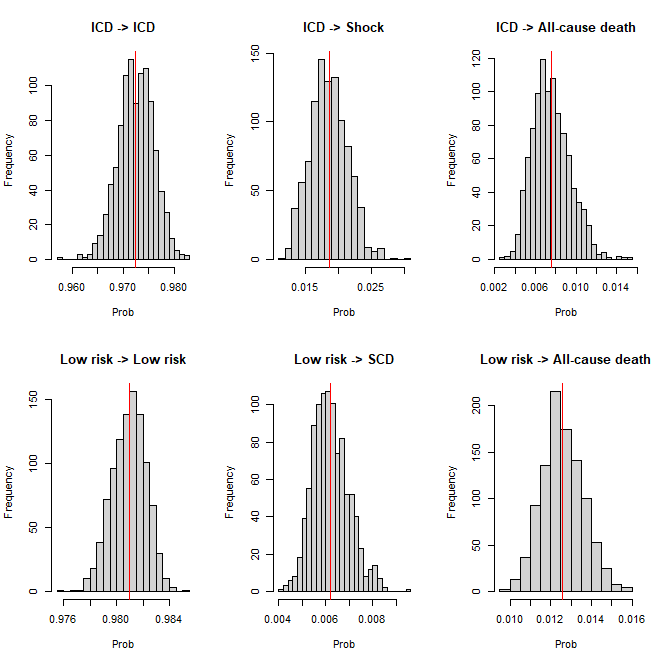 ICD -> ICD
Frequency
0 20 40 60 80 100
0.960 0.970 0.980
Prob
ICD -> Shock
Frequency
0 50 100 150
0.015 0.025
Prob
ICD -> All-cause death
Frequency
0 20 40 60 80 100 120
0.002 0.006 0.010 0.014
Prob
Low risk -> Low risk
Frequency
0 50 100 150
0.976 0.980 0.984
Prob
Low risk -> SCD
Frequency
0 20 40 60 80 100
0.004 0.006 0.008
Prob
Low risk -> All-cause death
Frequency
0 50 100 150 200
0.010 0.012 0.014 0.016
Prob